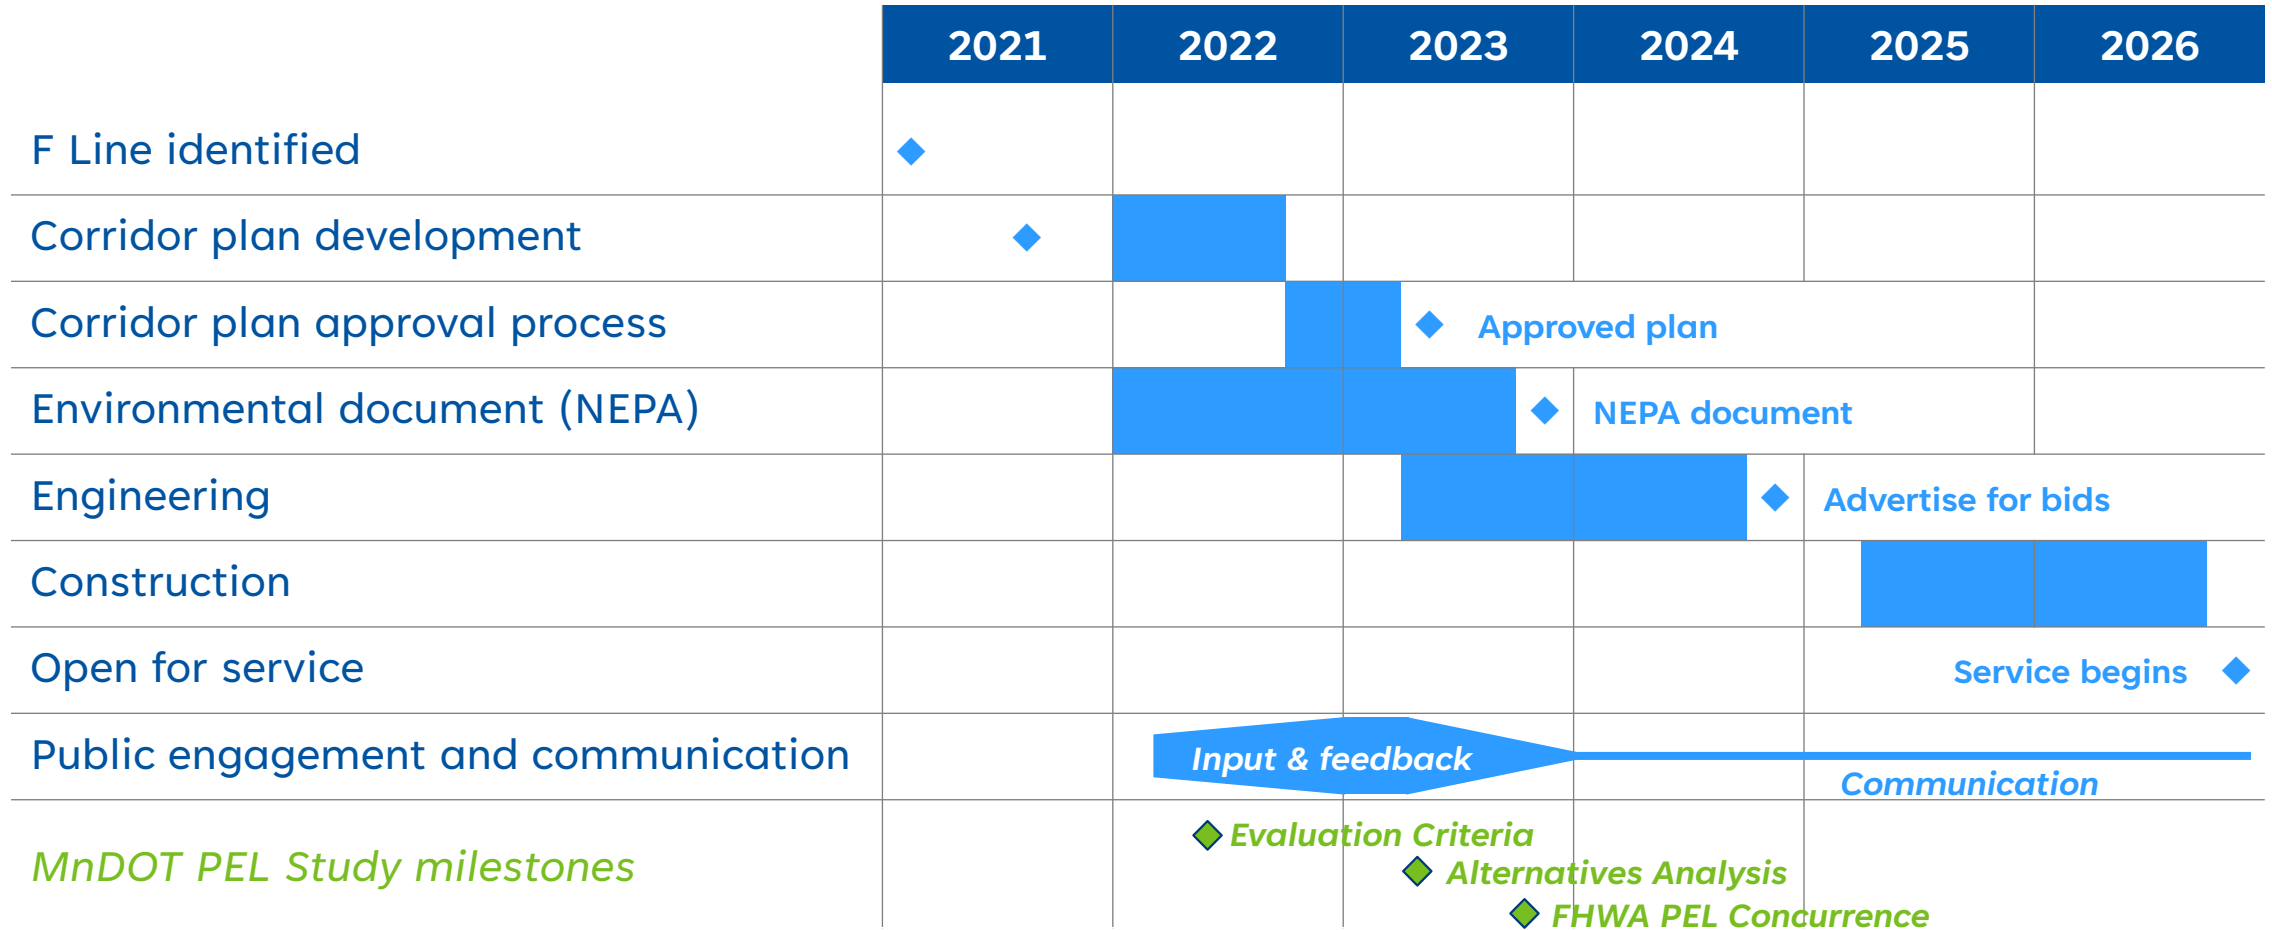 2021 2022 2023 2024 2025 2026
F Line identified
Corridor plan development
Corridor plan approval process
Approved plan
Environmental document (NEPA)
NEPA document
Engineering
Advertise for bids
Construction
Open for service
Service begins
Public engagement and communication
Input & feedback
Communication
MnDOT PEL Study milestones
Evaluation Criteria
Alternatives Analysis
FHWA PEL Concurrence